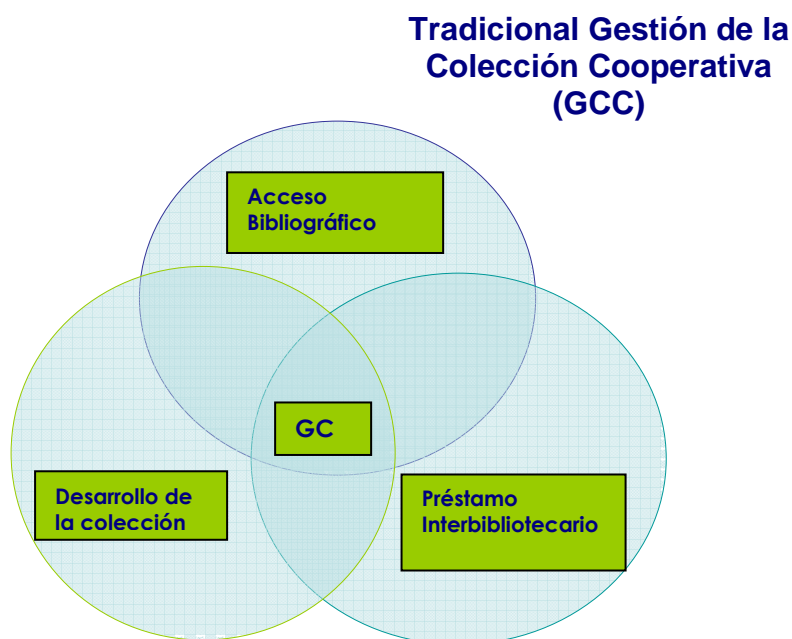 Tradicional Gestión de la
Colección Cooperativa
(GCC)
Acceso
Bibliográfico
GC
Desarrollo de
la colección
Préstamo
Interbibliotecario